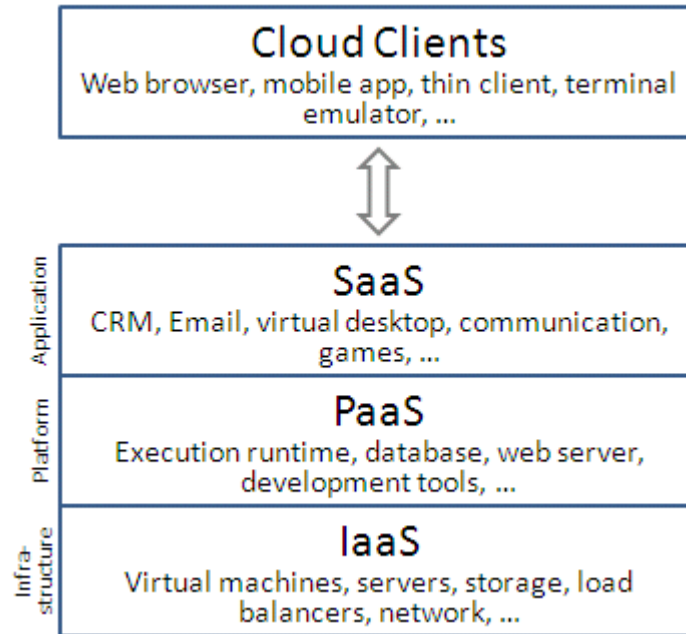 Cloud Clients
Web browser, mobile app, thin client, terminal
emulator, ...
Application
SaaS
CRM, Email, virtual desktop, communication,
games, ...
Platform
PaaS
Execution runtime, database, web server,
development tools, ...
Infra-
structure
IaaS
Virtual machines, servers, storage, load
balancers, network, ...